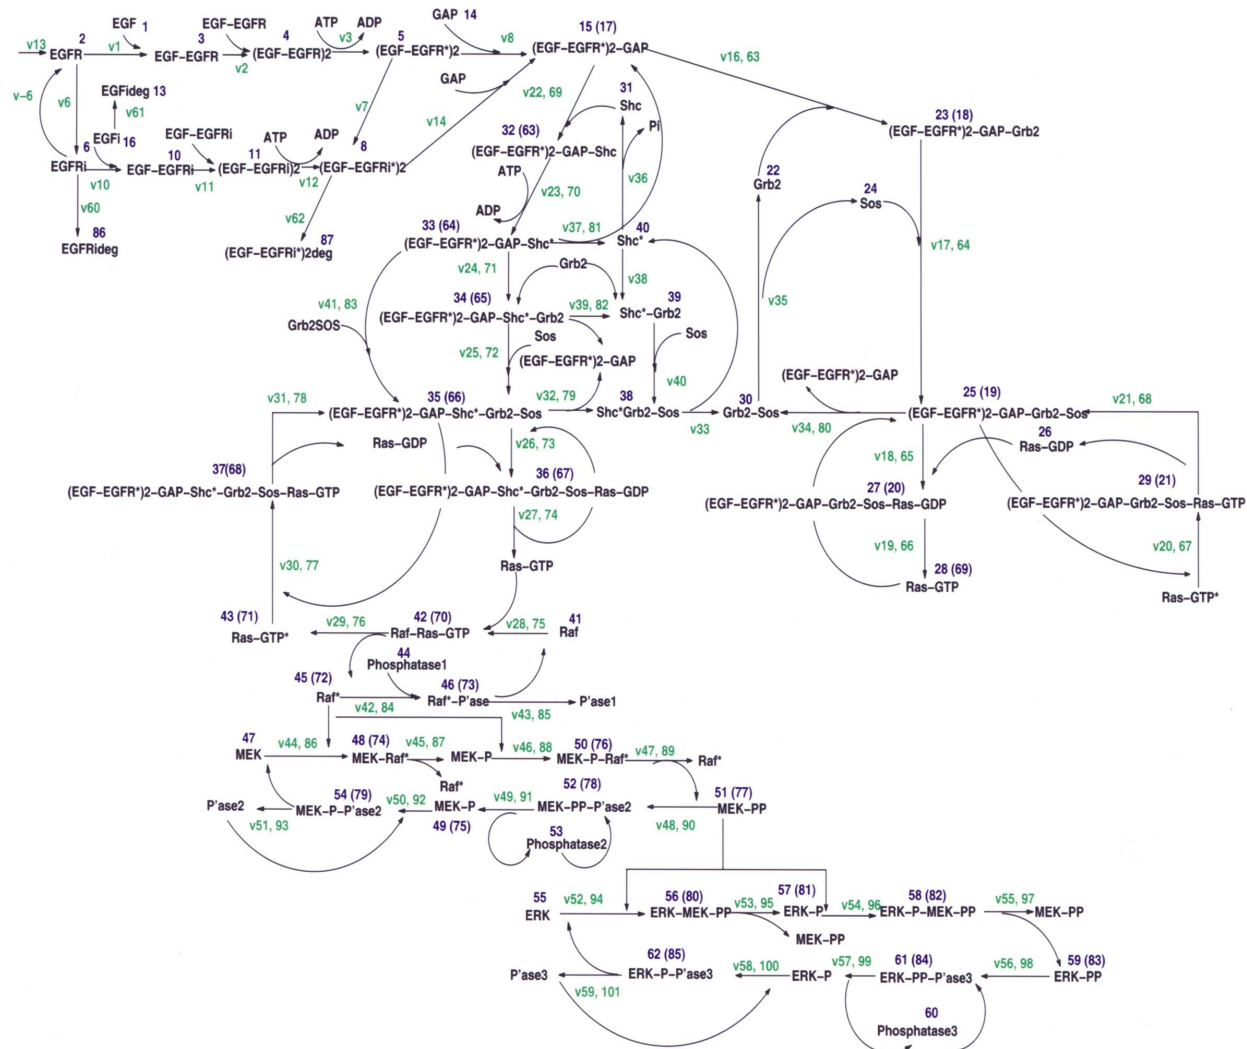 EGF 1
EGF–EGFR
ATP ADP
GAP 14
15 (17)
v13 2 v1 3 4 v3 5 v8
EGFR EGF–EGFR (EGF–EGFR)2 (EGF–EGFR*)2 (EGF–EGFR*)2–GAP
v2
v16, 63
v–6 v6
EGFideg 13
v61
GAP
v22, 69
31
Shc
v7
v14
EGFi
EGF–EGFRi
ATP ADP
32 (63)
Pi
23 (18)
(EGF–EGFR*)2–GAP–Grb2
6 16 10 11 8
EGFRi EGF–EGFRi (EGF–EGFRi)2 (EGF–EGFRi*)2
v10 v11 v12
(EGF–EGFR*)2–GAP–Shc
ATP
v23, 70
v36
22
Grb2
24
Sos
v60
v62
ADP
86
EGFRideg
87
(EGF–EGFRi*)2deg
33 (64)
v37, 81
40
(EGF–EGFR*)2–GAP–Shc*
Shc*
v17, 64
v24, 71
Grb2
v38
v41, 83
34 (65)
v39, 82
39
v35
Grb2SOS
(EGF–EGFR*)2–GAP–Shc*–Grb2
Shc*–Grb2
Sos
Sos
v25, 72
(EGF–EGFR*)2–GAP
v40
(EGF–EGFR*)2–GAP
v31, 78
35 (66)
v32, 79
38
30
25 (19)
v21, 68
(EGF–EGFR*)2–GAP–Shc*–Grb2–Sos
Shc*Grb2–Sos
Grb2–Sos
(EGF–EGFR*)2–GAP–Grb2–Sos
v33
v34, 80
26
Ras–GDP
v26, 73
Ras–GDP
v18, 65
37(68)
36 (67)
27 (20)
29 (21)
(EGF–EGFR*)2–GAP–Shc*–Grb2–Sos–Ras–GTP
(EGF–EGFR*)2–GAP–Shc*–Grb2–Sos–Ras–GDP
(EGF–EGFR*)2–GAP–Grb2–Sos–Ras–GDP
(EGF–EGFR*)2–GAP–Grb2–Sos–Ras–GTP
v27, 74
v19, 66
v20, 67
v30, 77
Ras–GTP
28 (69)
Ras–GTP
Ras–GTP*
43 (71)
v29, 76
42 (70)
v28, 75
41
Ras–GTP*
Raf–Ras–GTP
Raf
44
Phosphatase1
45 (72)
46 (73)
Raf*
Raf*–P'ase
P'ase1
v42, 84
v43, 85
47
v44, 86
48 (74)
v45, 87
v46, 88
50 (76)
v47, 89
MEK MEK–Raf* MEK–P MEK–P–Raf* Raf*
Raf*
54 (79)
v50, 92
v49, 91
52 (78)
51 (77)
P'ase2 MEK–P–P'ase2 MEK–P MEK–PP–P'ase2 MEK–PP
v51, 93
49 (75)
v48, 90
53
Phosphatase2
55
v52, 94
56 (80)
v53, 95
57 (81)
v54, 96
58 (82)
v55, 97
ERK ERK–MEK–PP ERK–P ERK–P–MEK–PP MEK–PP
MEK–PP
62 (85)
v58, 100
v57, 99
61 (84)
v56, 98
59 (83)
P'ase3 ERK–P–P'ase3 ERK–P ERK–PP–P'ase3 ERK–PP
v59, 101
60
Phosphatase3